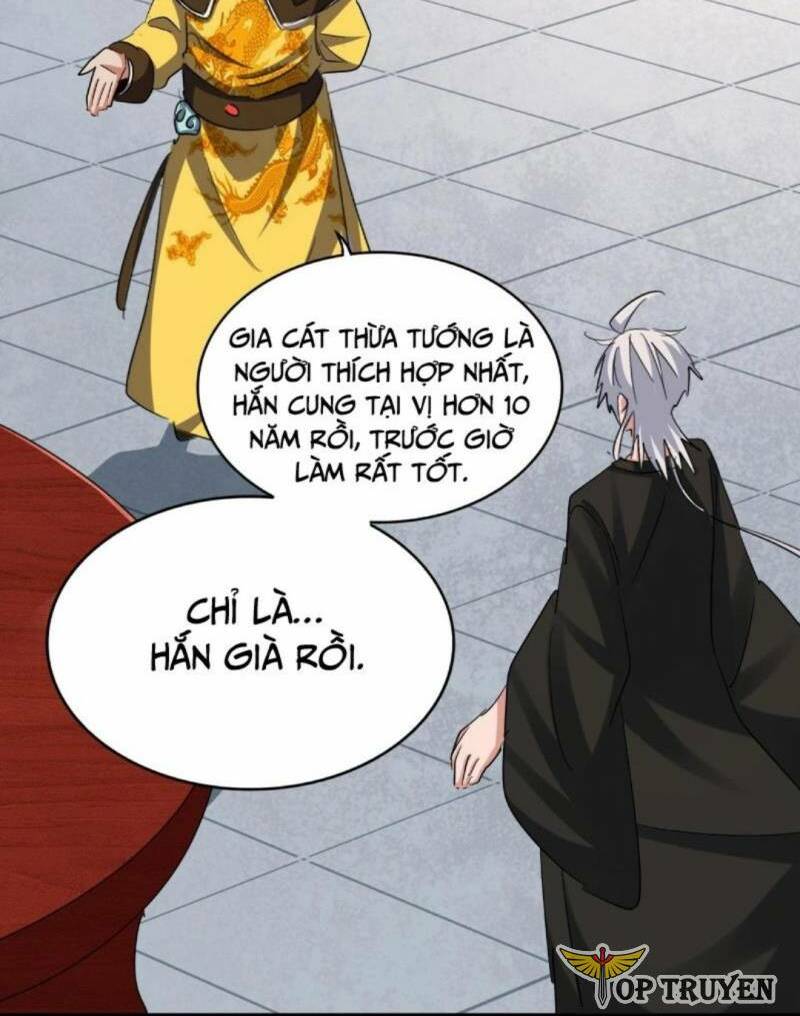 GIA CÁT THỪA TƯỚNG LÀ
NGƯỜI THÍCH HỢP NHẤT,
HẮN CUNG TẠI VỊ HƠN 10
NĂM RỒI, TRƯỚC GIỜ
LÀM RẤT TỐT.
CHỈ LÀ...
HẮN GIÀ RỒI.
TOP TRUYEN